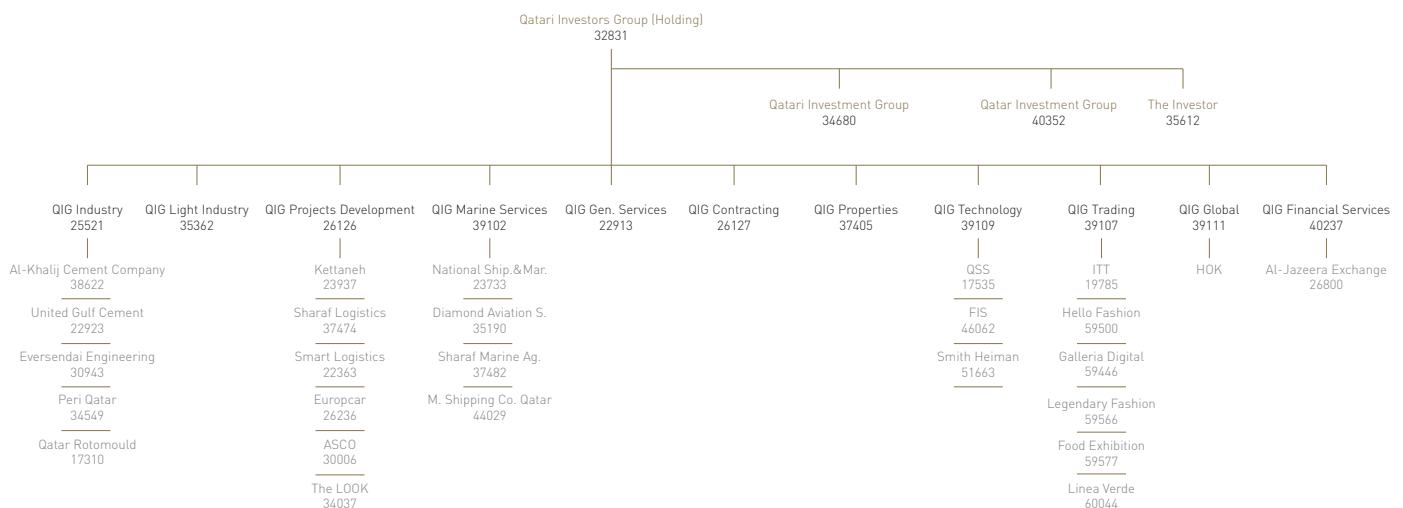 Qatari Investors Group (Holding)
32831
Qatari Investment Group
34680
Qatar Investment Group
40352
The Investor
35612
QIG Industry
25521
Al-Khalij Cement Company
38622
United Gulf Cement
22923
Eversendai Engineering
30943
Peri Qatar
34549
Qatar Rotomould
17310
QIG Light Industry
35362
QIG Projects Development
26126
Kettaneh
23937
Sharaf Logistics
37474
Smart Logistics
22363
Europcar
26236
ASCO
30006
The LOOK
34037
QIG Marine Services
39102
National Ship.&Mar.
23733
Diamond Aviation S.
35190
Sharaf Marine Ag.
37482
M. Shipping Co. Qatar
44029
QIG Gen. Services
22913
QIG Contracting
26127
QIG Properties
37405
QIG Technology
39109
QSS
17535
FIS
46062
Smith Heiman
51663
QIG Trading
39107
ITT
19785
Hello Fashion
59500
Galleria Digital
59446
Legendary Fashion
59566
Food Exhibition
59577
Linea Verde
60044
QIG Global
39111
HOK
QIG Financial Services
40237
Al-Jazeera Exchange
26800